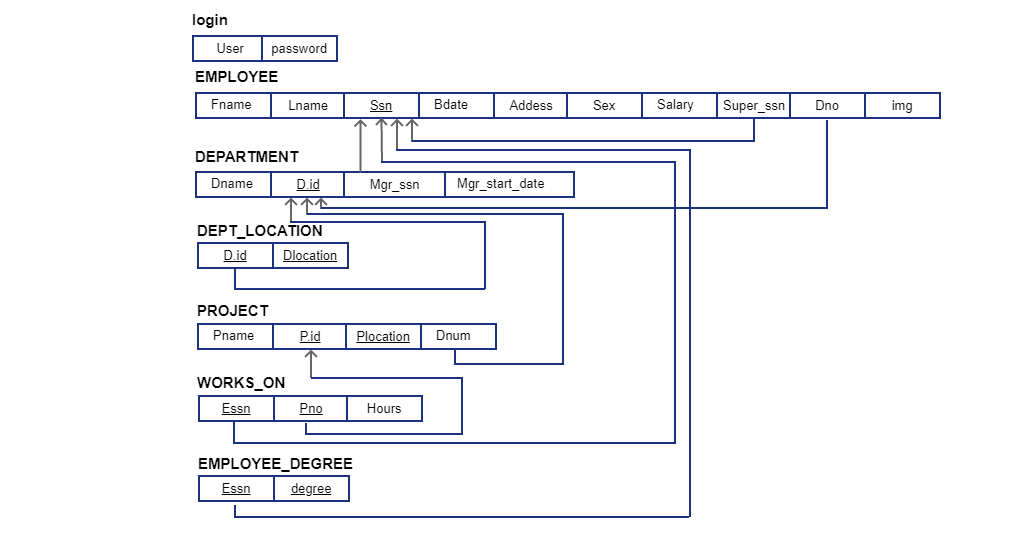 login
User password
EMPLOYEE
Fname Lname Ssn Bdate Addess Sex Salary Super_ssn Dno img
DEPARTMENT
Dname D.id Mgr_ssn Mgr_start_date
DEPT_LOCATION
D.id Dlocation
PROJECT
Pname P.id Plocation Dnum
WORKS_ON
Essn Pno Hours
EMPLOYEE_DEGREE
Essn degree